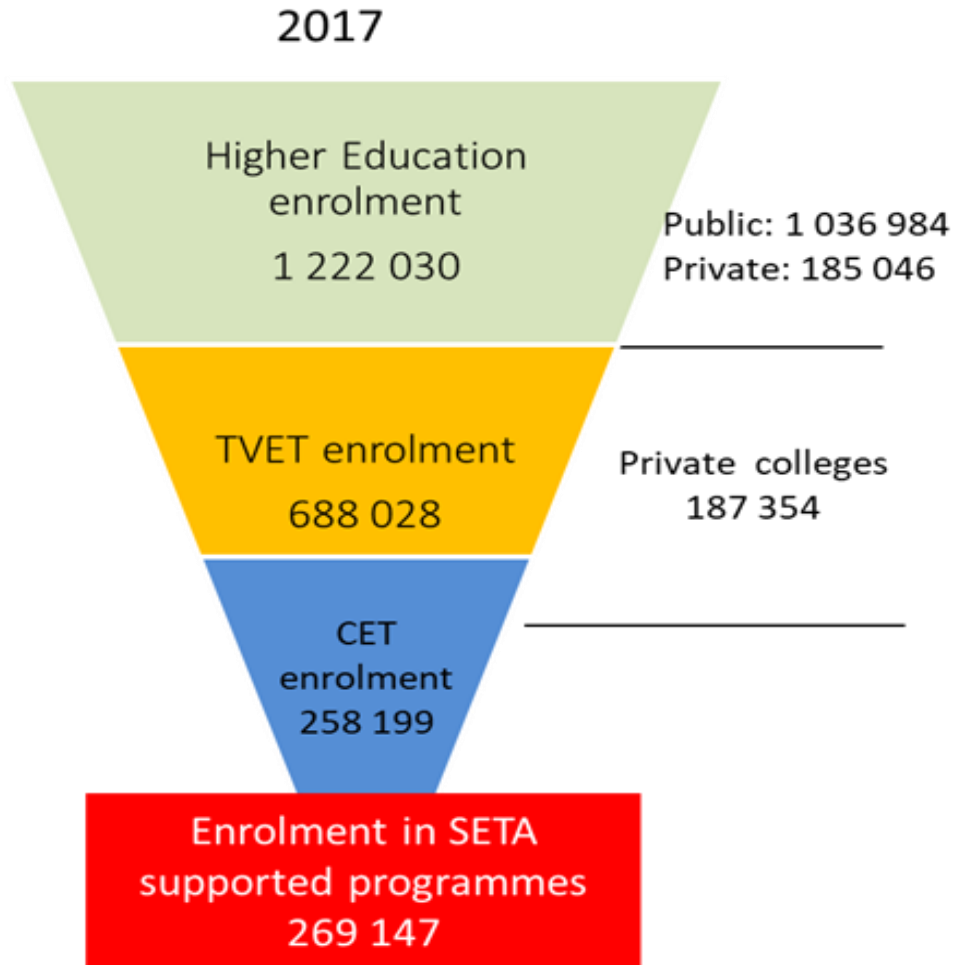 2017
Higher Education
enrolment
1 222 030
Public: 1 036 984
Private: 185 046
TVET enrolment
688 028
Private colleges
187 354
CET
enrolment
258 199
Enrolment in SETA
supported programmes
269 147